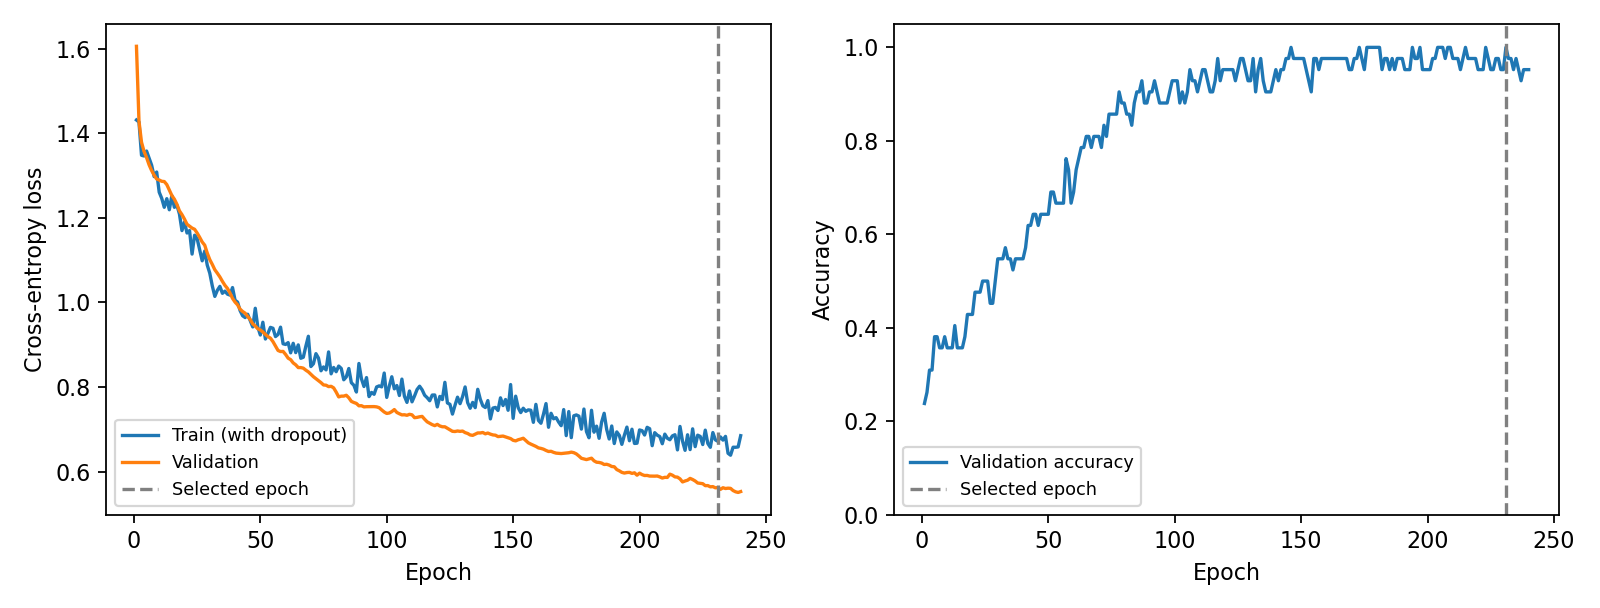 1.6
1.4
1.2
1.0
0.8
0.6
Cross-entropy loss
Train (with dropout)
Validation
Selected epoch
0
50
100
150
200
250
Epoch
1.0
0.8
0.6
0.4
0.2
0.0
Accuracy
Validation accuracy
Selected epoch
0
50
100
150
200
250
Epoch